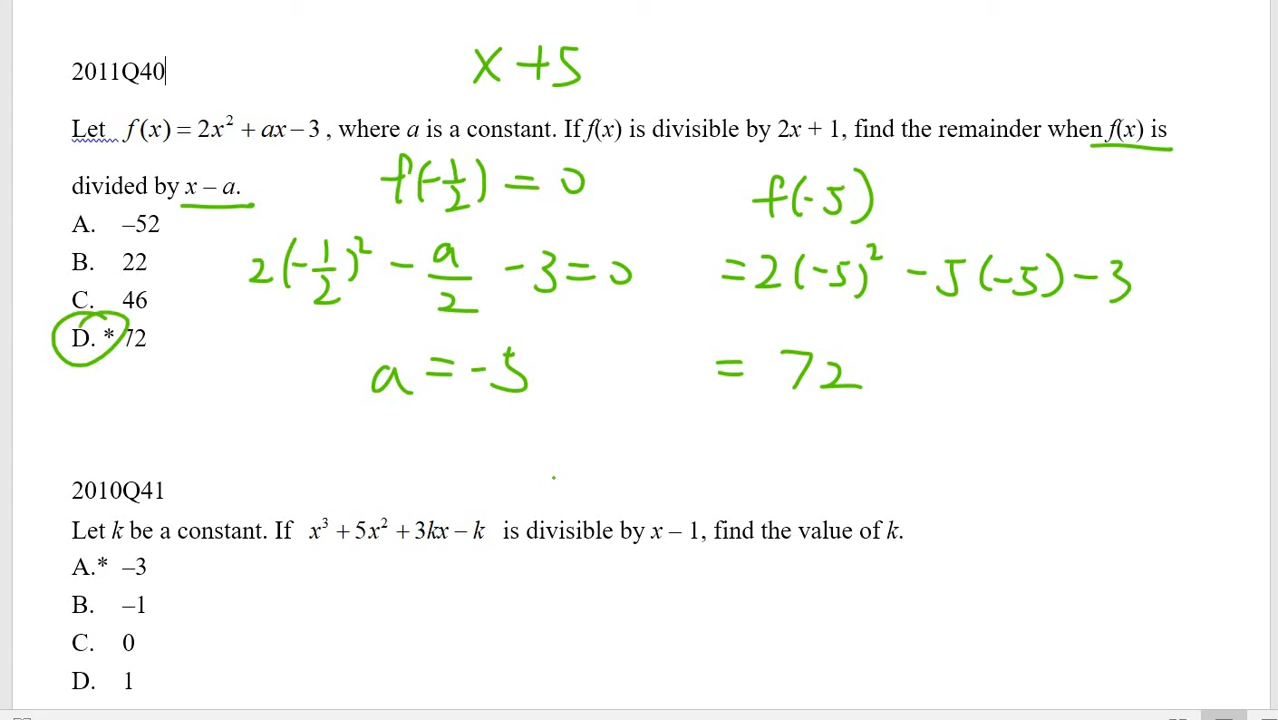 x + 5
2011Q40
Let f(x) = 2x² + ax – 3 , where a is a constant. If f(x) is divisible by 2x + 1, find the remainder when f(x) is
divided by x – a.
f(-1/2) = 0
f(-5)
A. –52
B. 22
2(-1/2)² - a/2 - 3 = 0
= 2(-5)² - 5(-5) - 3
C. 46
D. * 72
a = -5
= 72
2010Q41
Let k be a constant. If x³ + 5x² + 3kx – k is divisible by x – 1, find the value of k.
A.* –3
B. –1
C. 0
D. 1